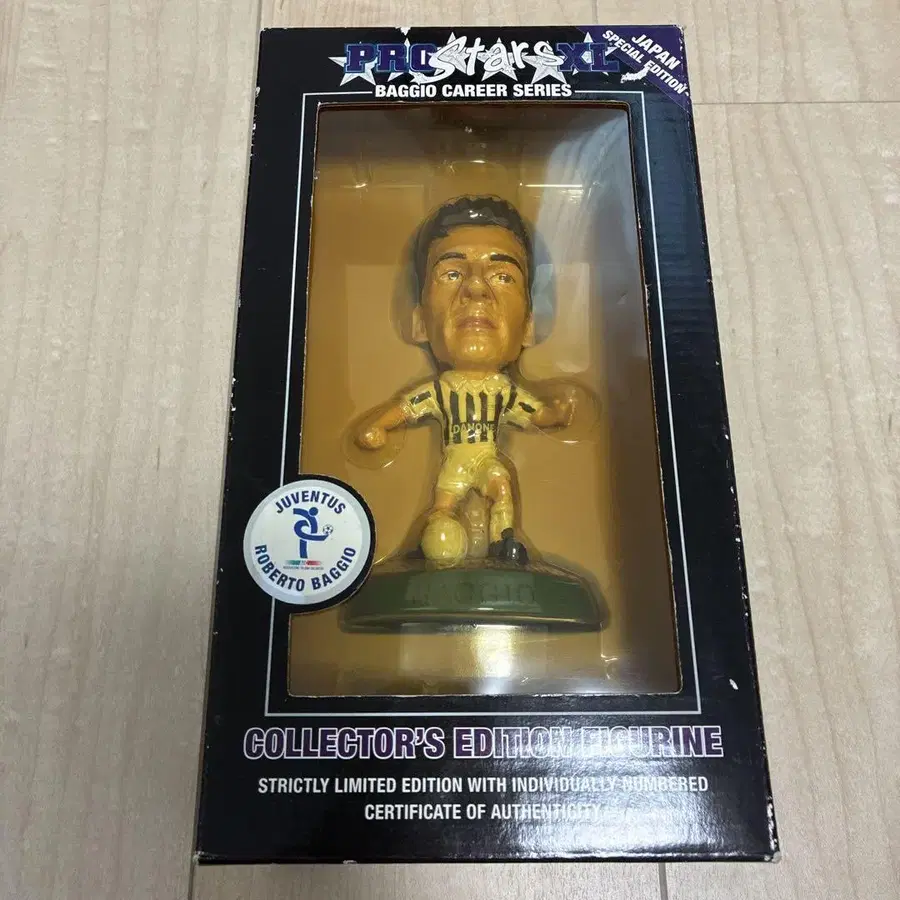 PRO Stars XL
JAPAN
SPECIAL EDITION
BAGGIO CAREER SERIES
DANONE
JUVENTUS
ROBERTO BAGGIO
BAGGIO
COLLECTOR'S EDITION FIGURINE
STRICTLY LIMITED EDITION WITH INDIVIDUALLY NUMBERED
CERTIFICATE OF AUTHENTICITY